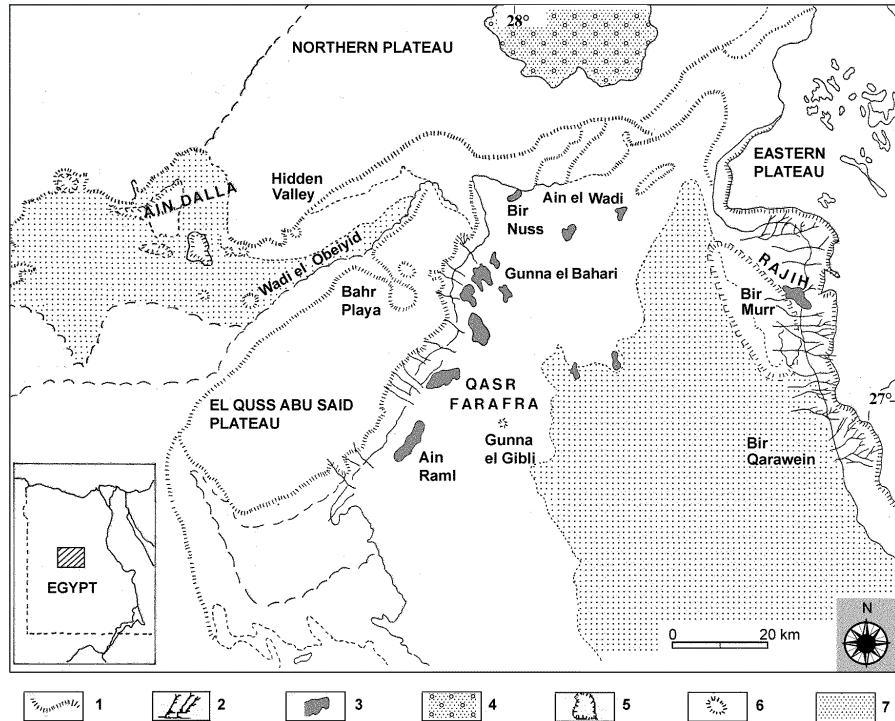 28°
NORTHERN PLATEAU
EASTERN
PLATEAU
Hidden
Valley
AIN DALLA
Ain el Wadi
Bir
Nuss
Wadi el Obeiyid
Gunna el Bahari
RAJIH
Bahr
Playa
Bir
Murr
QASR
FARAFRA
27°
EL QUSS ABU SAID
PLATEAU
Gunna
el Gibli
Ain
Raml
Bir
Qarawein
EGYPT
N
0 20 km
1 2 3 4 5 6 7